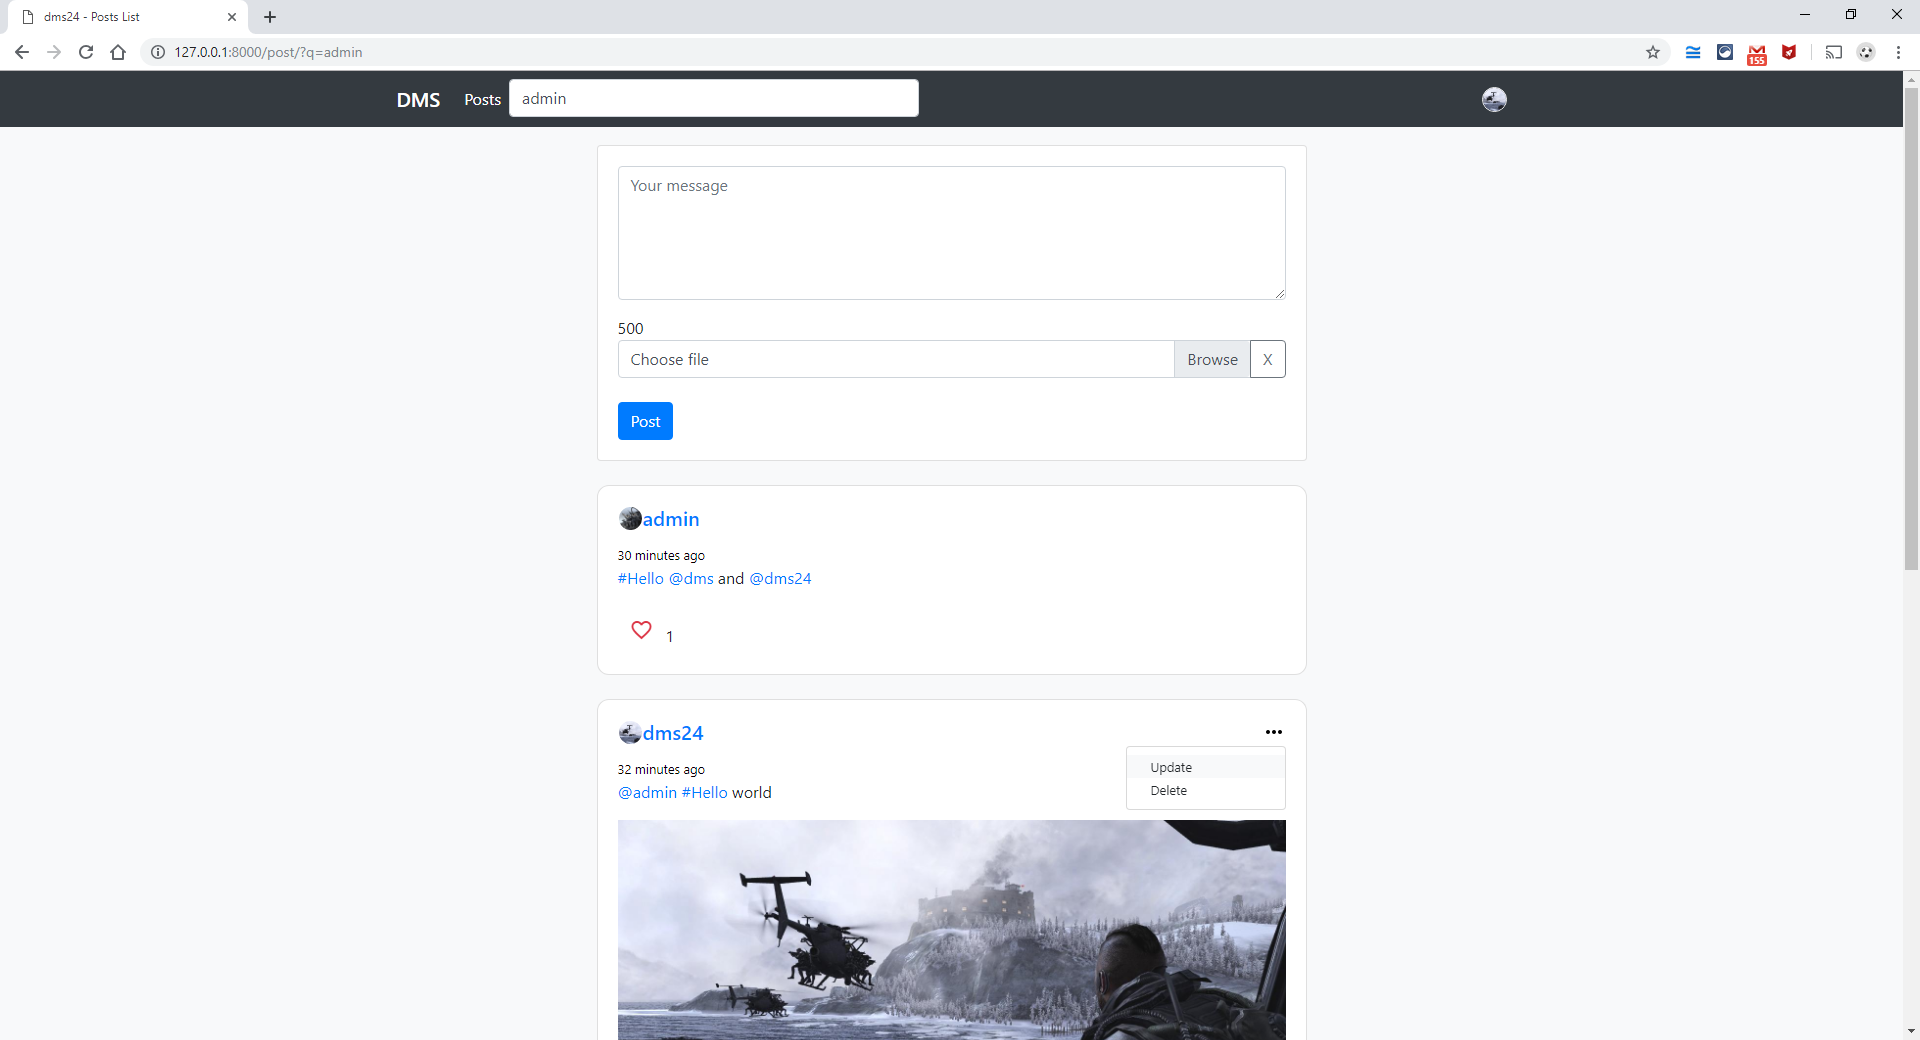 dms24 - Posts List
127.0.0.1:8000/post/?q=admin
155
DMS Posts admin
Your message
500
Choose file Browse X
Post
admin
30 minutes ago
#Hello @dms and @dms24
1
dms24
32 minutes ago
@admin #Hello world
Update
Delete